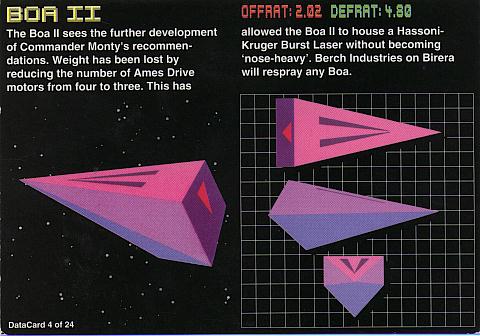 BOA II
The Boa II sees the further development
of Commander Monty's recommen-
dations. Weight has been lost by
reducing the number of Ames Drive
motors from four to three. This has
OFFRAT: 2.02 DEFRAT: 4.80
allowed the Boa II to house a Hassoni-
Kruger Burst Laser without becoming
'nose-heavy'. Berch Industries on Birera
will respray any Boa.
DataCard 4 of 24